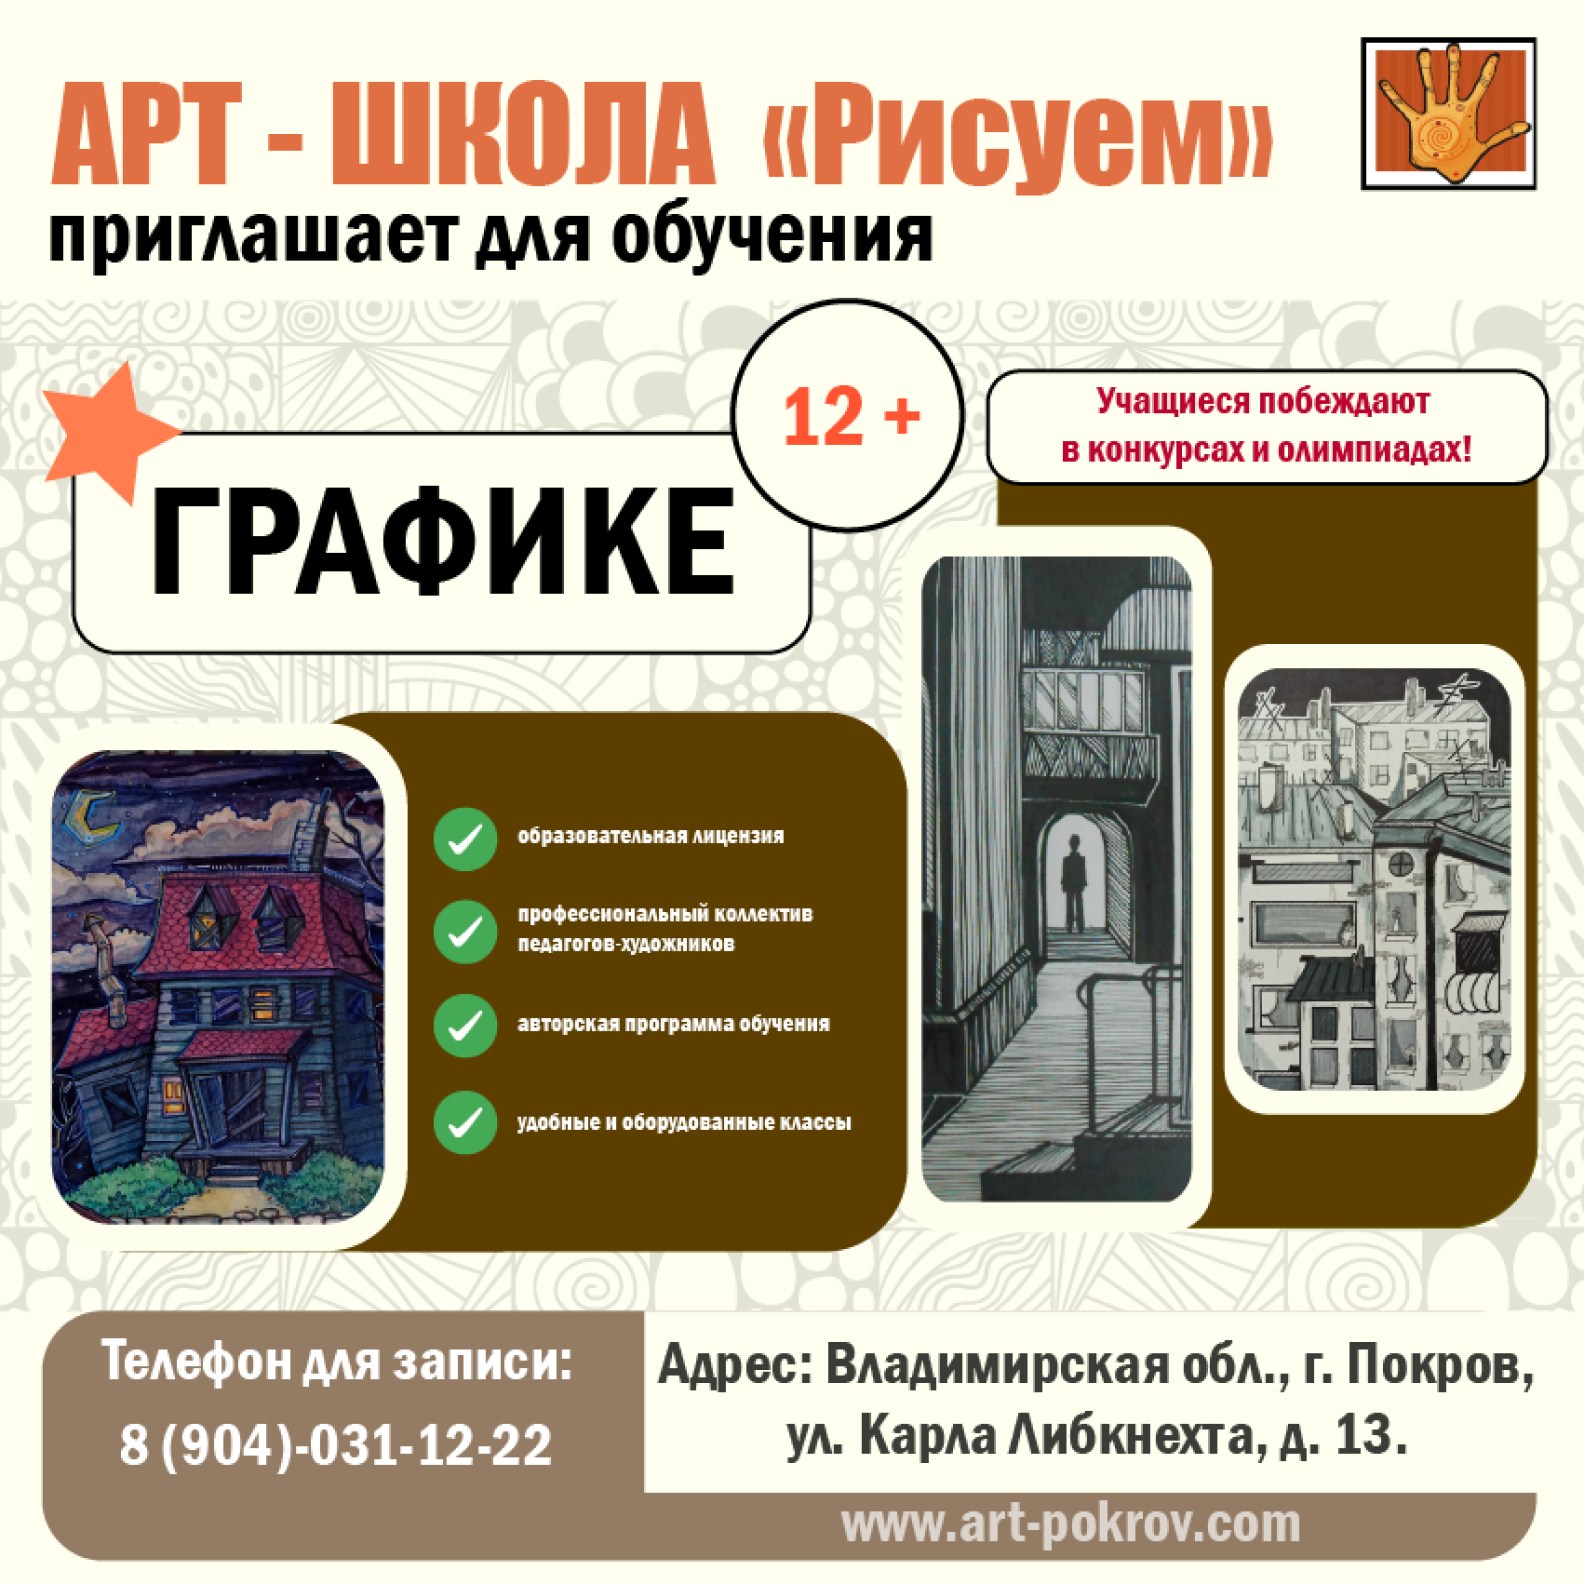 АРТ - ШКОЛА «Рисуем»
приглашает для обучения
12 +
ГРАФИКЕ
Учащиеся побеждают
в конкурсах и олимпиадах!
образовательная лицензия
профессиональный коллектив
педагогов-художников
авторская программа обучения
удобные и оборудованные классы
Телефон для записи:
8 (904)-031-12-22
Адрес: Владимирская обл., г. Покров,
ул. Карла Либкнехта, д. 13.
www.art-pokrov.com